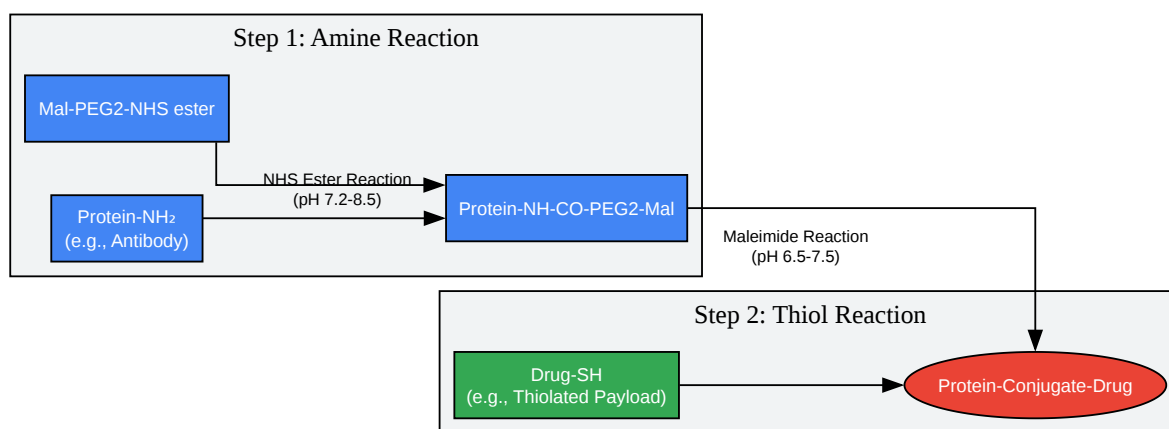 Step 1: Amine Reaction
Mal-PEG2-NHS ester
NHS Ester Reaction
(pH 7.2-8.5)
Protein-NH₂
(e.g., Antibody)
Protein-NH-CO-PEG2-Mal
Maleimide Reaction
(pH 6.5-7.5)
Step 2: Thiol Reaction
Drug-SH
(e.g., Thiolated Payload)
Protein-Conjugate-Drug